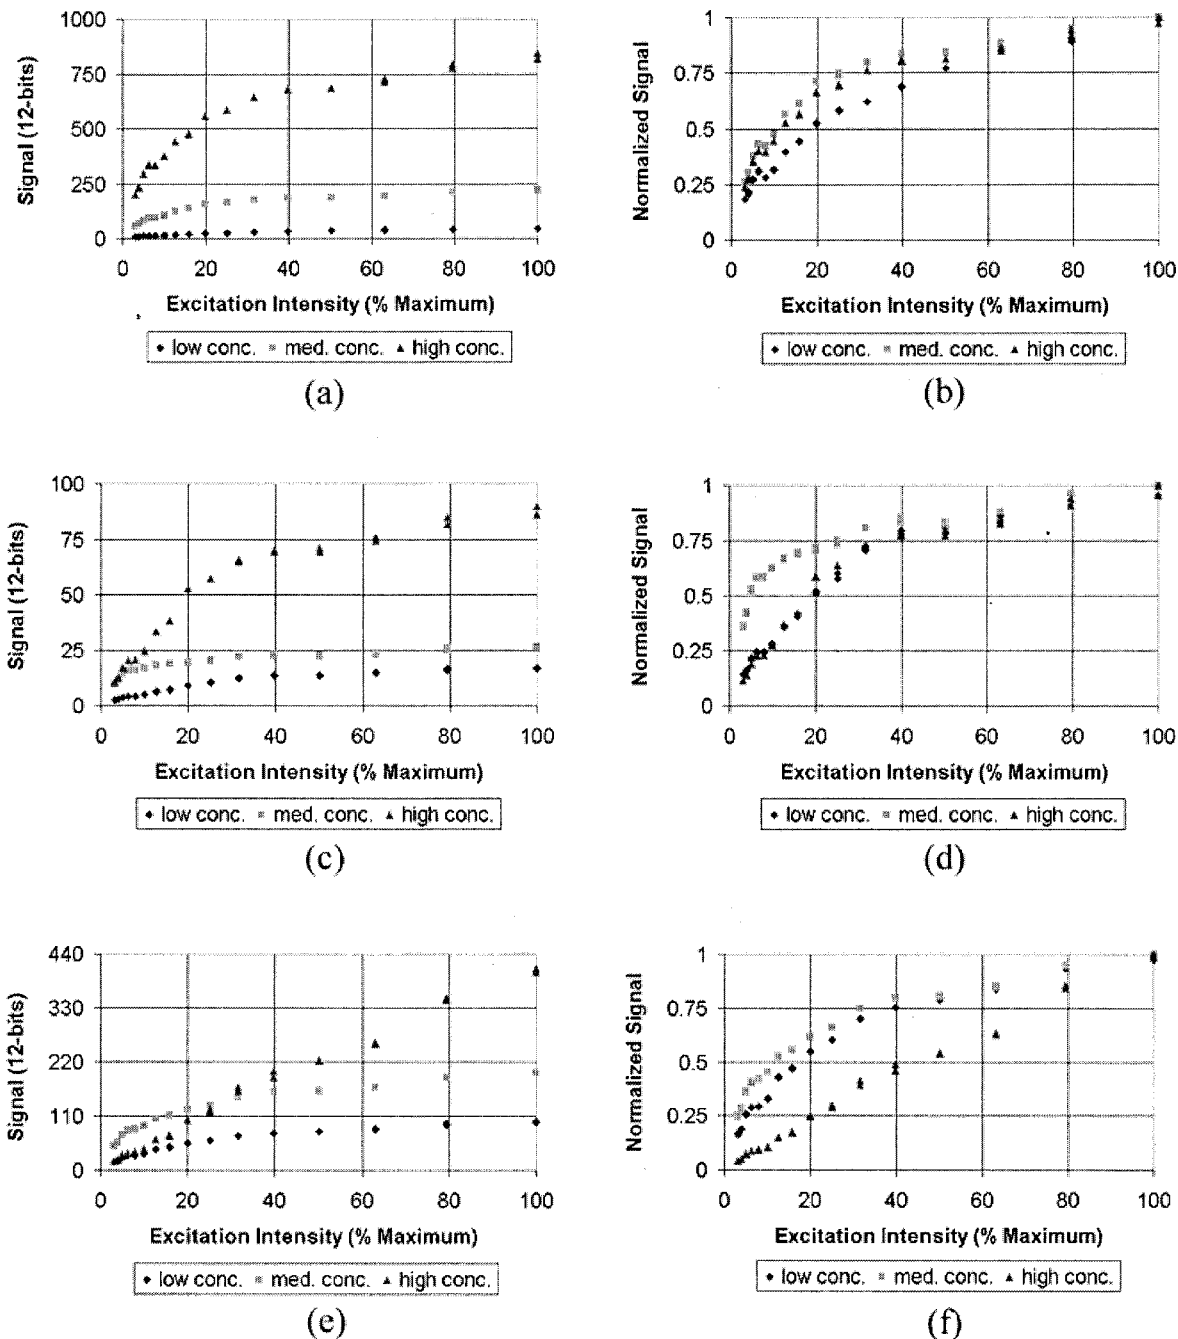 1000
750
500
250
0
Signal (12-bits)
0 20 40 60 80 100
Excitation Intensity (% Maximum)
low conc. med. conc. high conc.
(a)
1
0.75
0.5
0.25
0
Normalized Signal
0 20 40 60 80 100
Excitation Intensity (% Maximum)
low conc. med. conc. high conc.
(b)
100
75
50
25
0
Signal (12-bits)
0 20 40 60 80 100
Excitation Intensity (% Maximum)
low conc. med. conc. high conc.
(c)
1
0.75
0.5
0.25
0
Normalized Signal
0 20 40 60 80 100
Excitation Intensity (% Maximum)
low conc. med. conc. high conc.
(d)
440
330
220
110
0
Signal (12-bits)
0 20 40 60 80 100
Excitation Intensity (% Maximum)
low conc. med. conc. high conc.
(e)
1
0.75
0.5
0.25
0
Normalized Signal
0 20 40 60 80 100
Excitation Intensity (% Maximum)
low conc. med. conc. high conc.
(f)